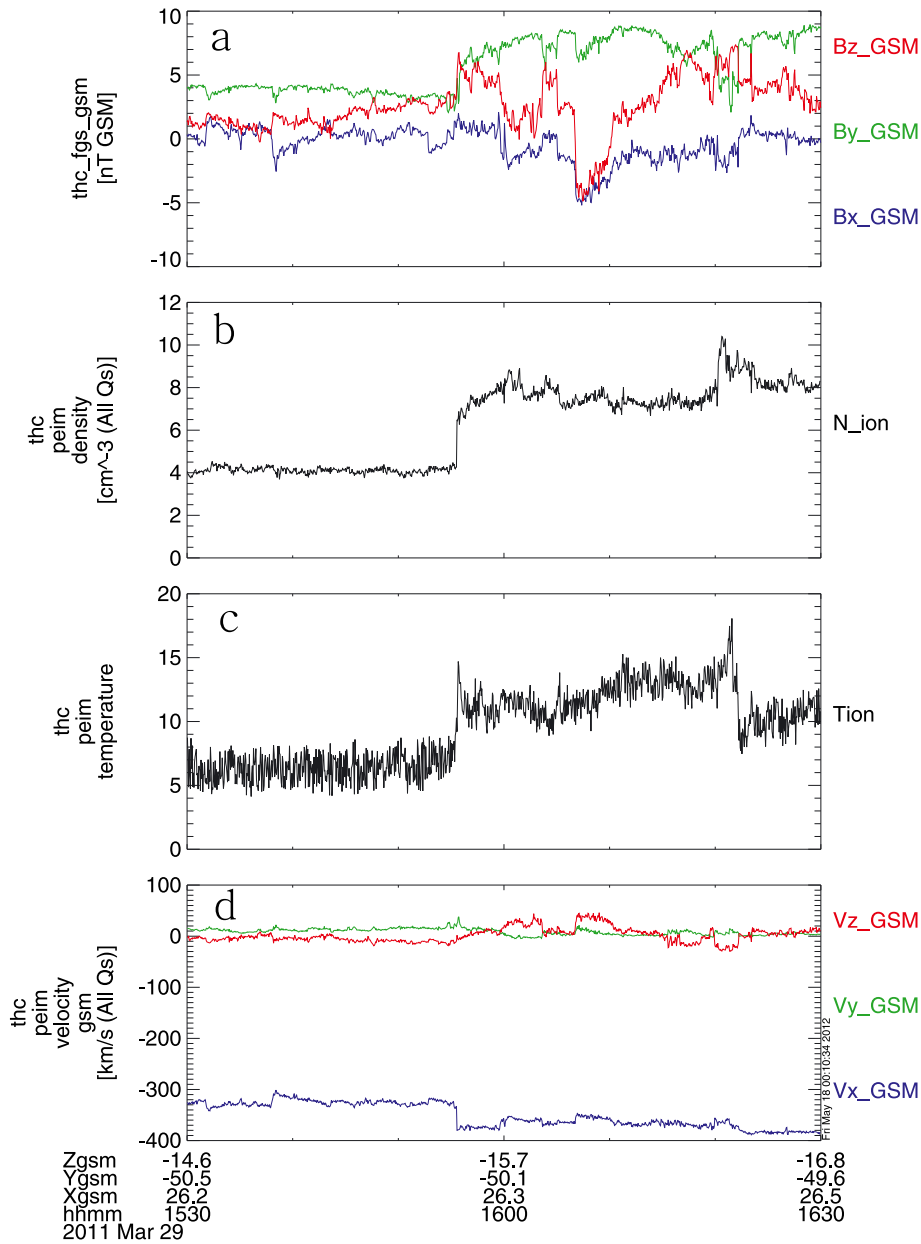 a
10
5
0
-5
-10
thc_fgs_gsm
[nT GSM]
Bz_GSM
By_GSM
Bx_GSM
b
12
10
8
6
4
2
0
thc
peim
density
[cm^-3 (All Qs)]
N_ion
c
20
15
10
5
0
thc
peim
temperature
Tion
d
100
0
-100
-200
-300
-400
thc
peim
velocity
gsm
[km/s (All Qs)]
Vz_GSM
Vy_GSM
Vx_GSM
Fri May 18 00:10:34 2012
Zgsm -14.6 -15.7 -16.8
Ygsm -50.5 -50.1 -49.6
Xgsm 26.2 26.3 26.5
hhmm 1530 1600 1630
2011 Mar 29